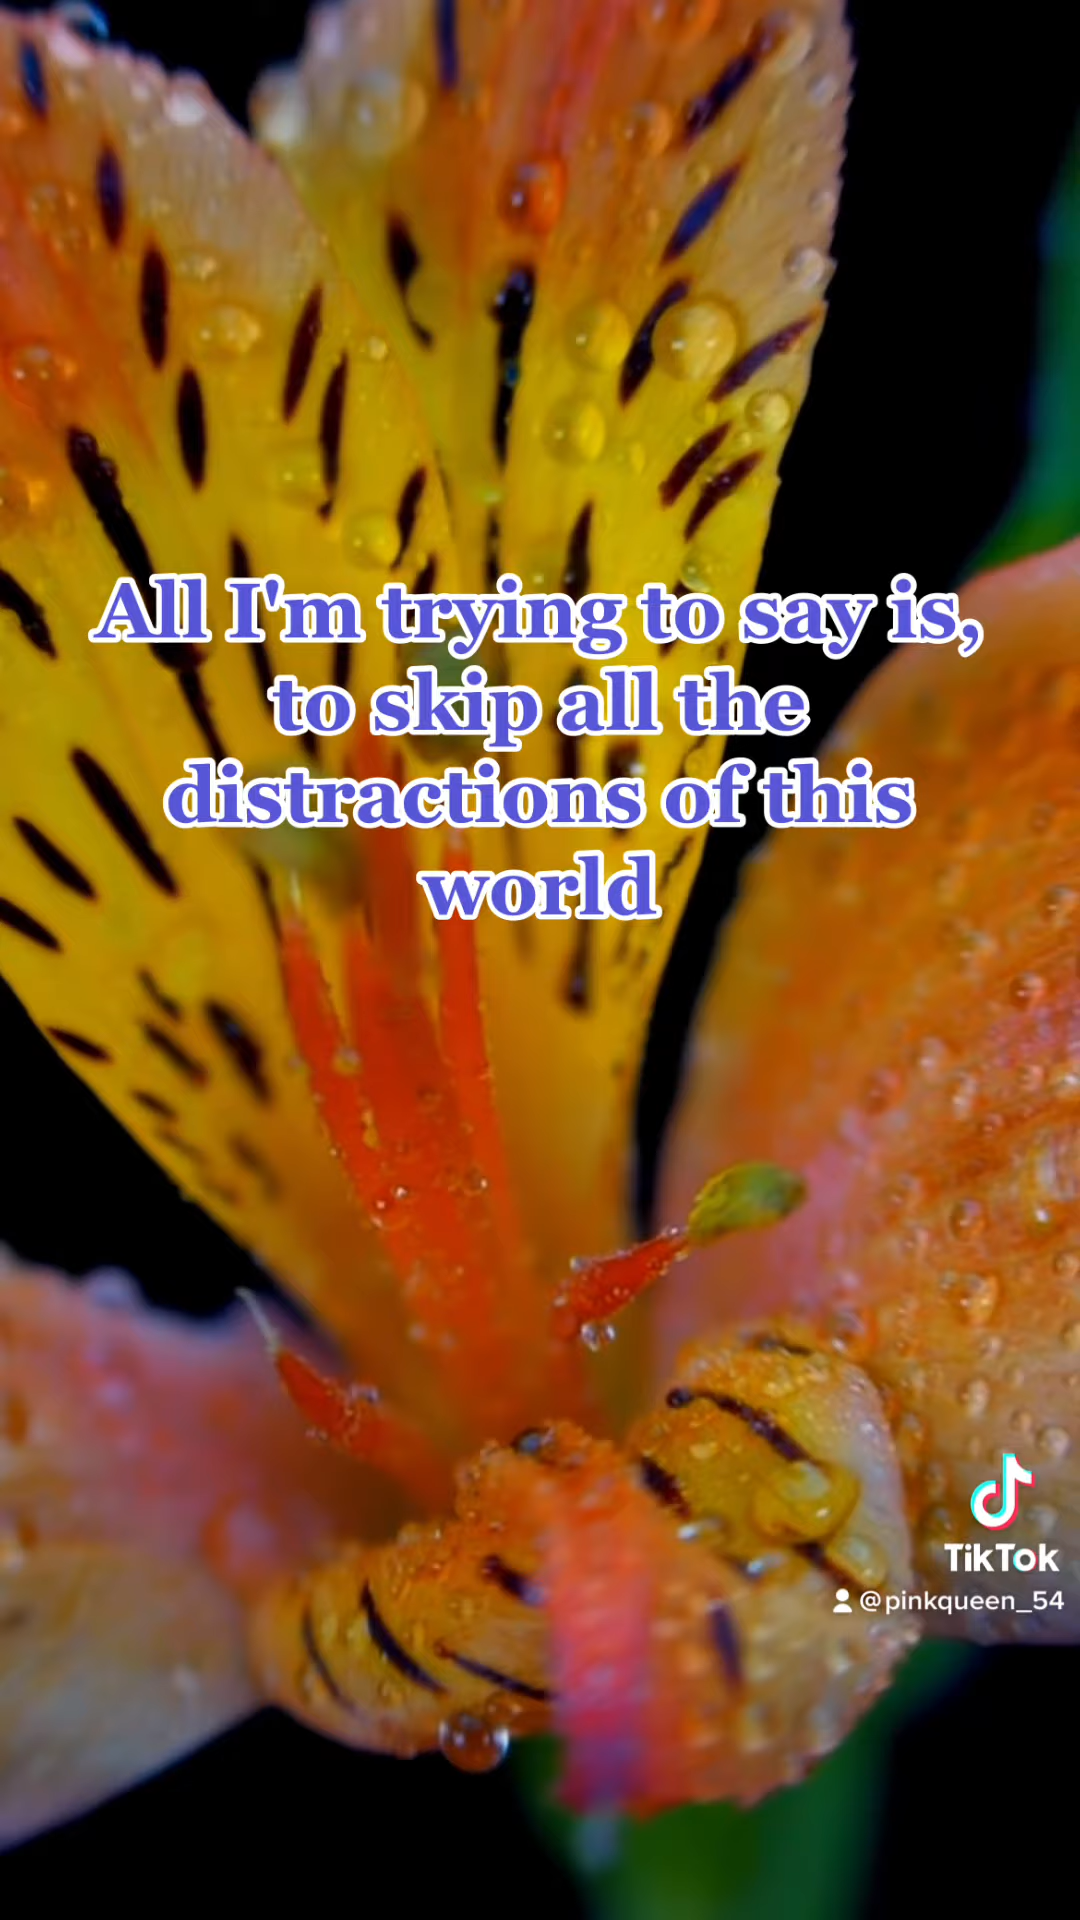 All I'm trying to say is,
to skip all the
distractions of this
world
TikTok
@pinkqueen_54